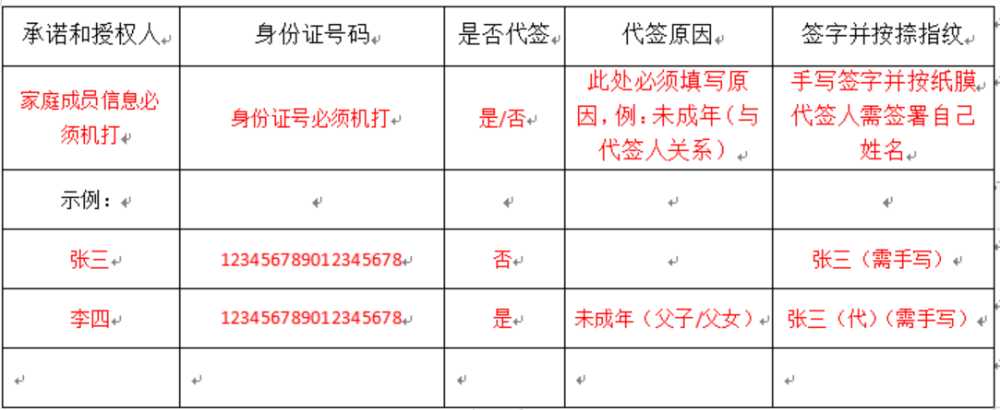 承诺和授权人 身份证号码 是否代签 代签原因 签字并按捺指纹
家庭成员信息必
须机打
身份证号必须机打
是/否
此处必须填写原
因，例：未成年（与
代签人关系）
手写签字并按纸膜
代签人需签署自己
姓名
示例：
张三 123456789012345678 否 张三（需手写）
李四 123456789012345678 是 未成年（父子/父女） 张三（代）（需手写）